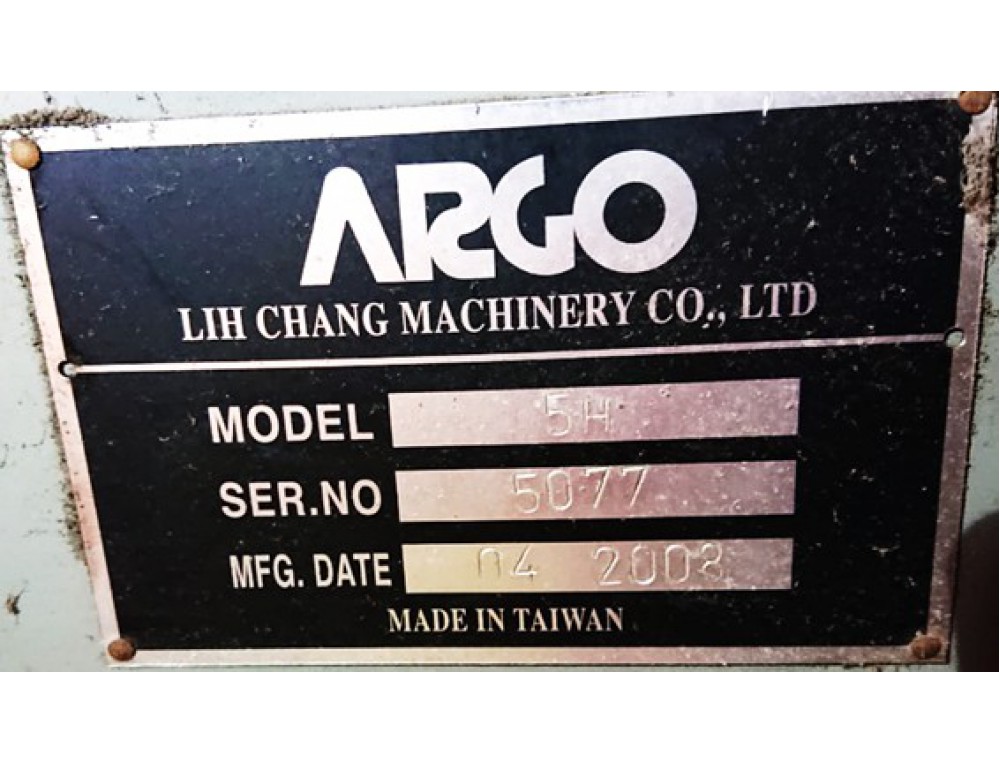 ARGO
LIH CHANG MACHINERY CO., LTD
MODEL 5H
SER.NO 5077
MFG. DATE 04 2008
MADE IN TAIWAN